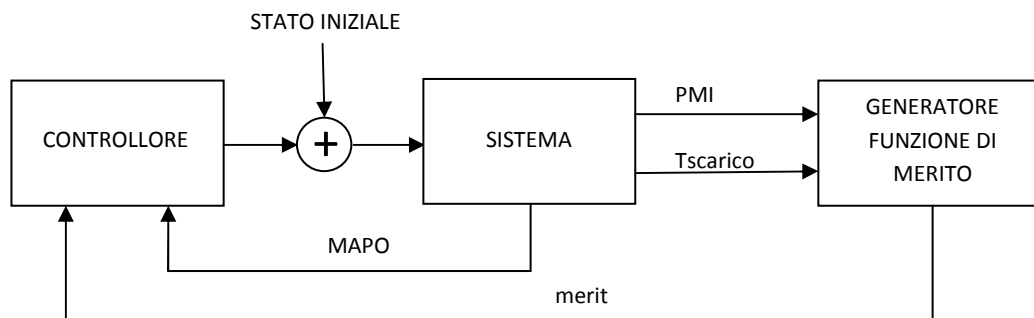 STATO INIZIALE
CONTROLLORE
+
SISTEMA
PMI
Tscarico
GENERATORE
FUNZIONE DI
MERITO
MAPO
merit